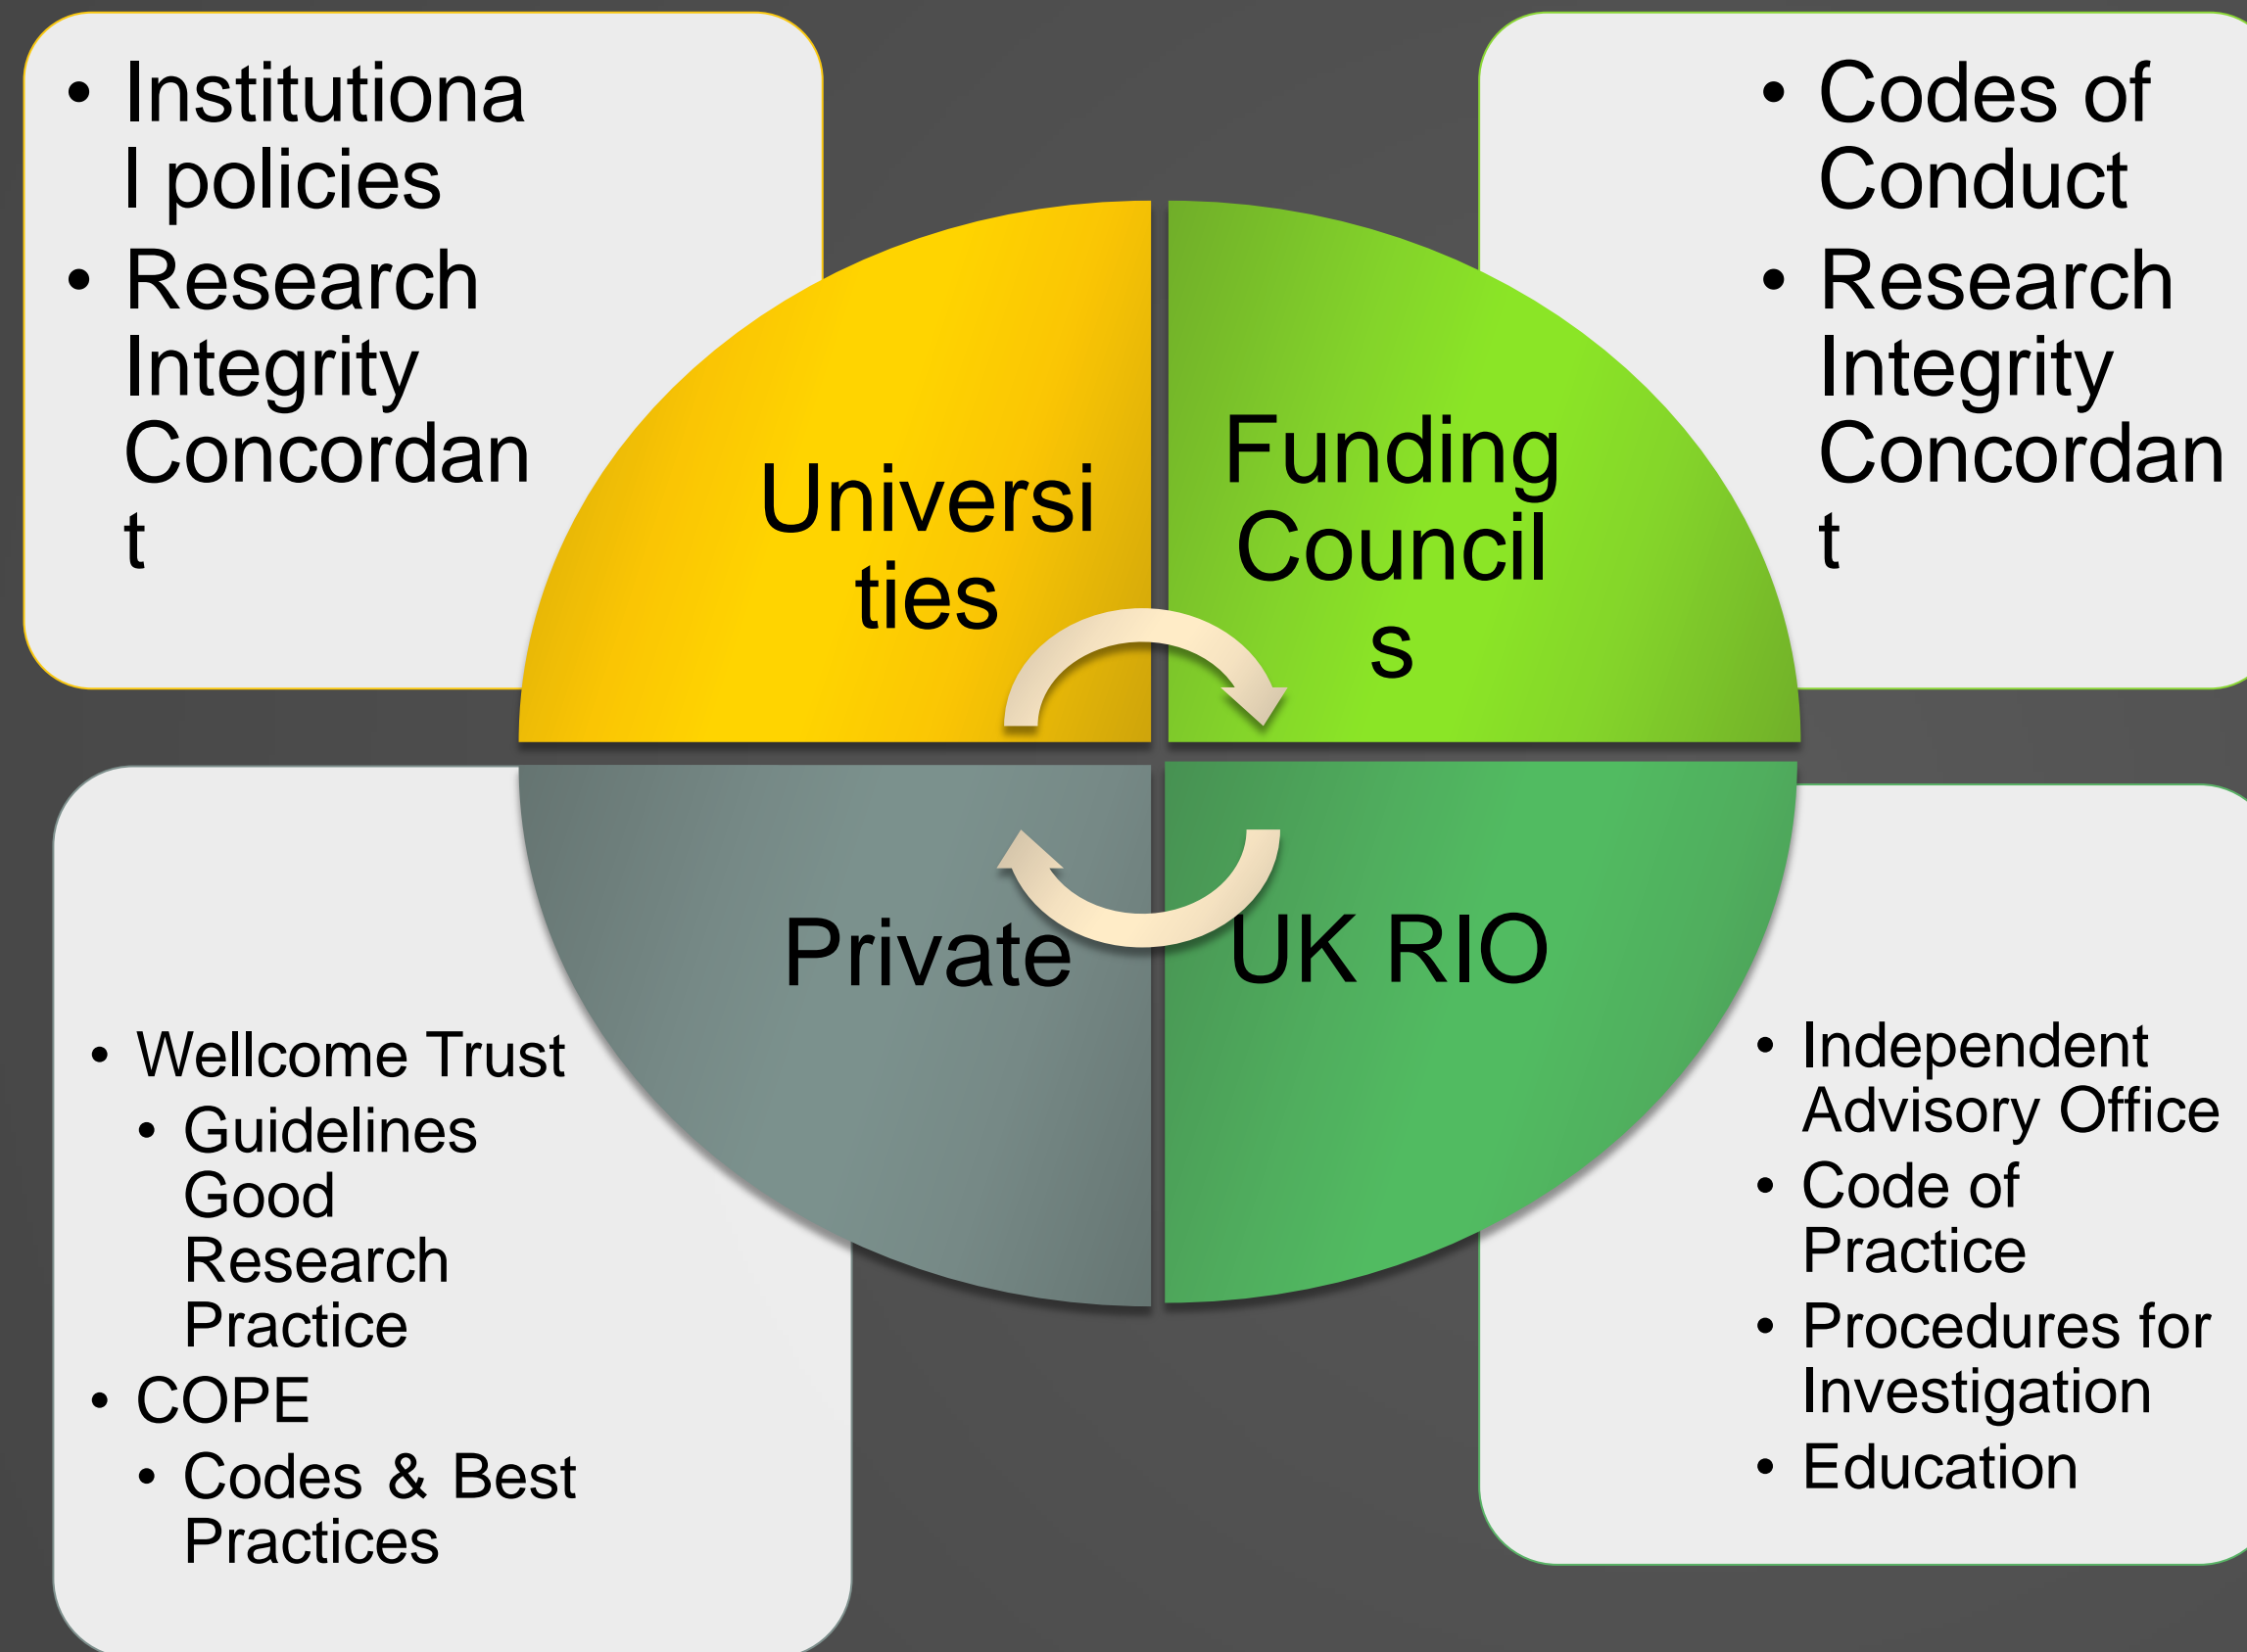 • Institutiona
l policies
• Research
Integrity
Concordan
t
• Codes of
Conduct
• Research
Integrity
Concordan
t
Universi
ties
Funding
Council
s
Private
UK RIO
• Wellcome Trust
• Guidelines
Good
Research
Practice
• COPE
• Codes & Best
Practices
• Independent
Advisory Office
• Code of
Practice
• Procedures for
Investigation
• Education